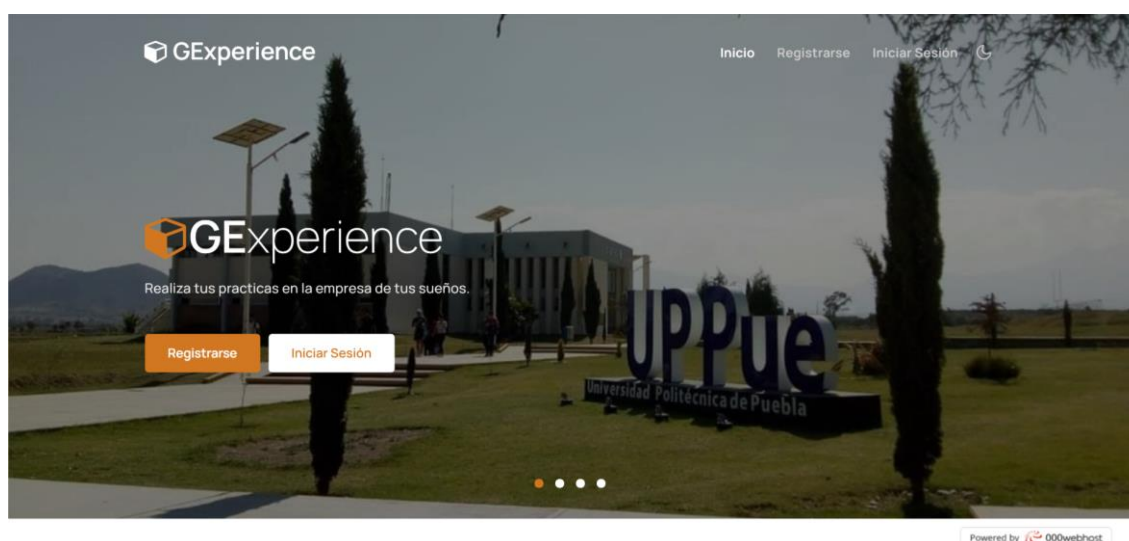 GExperience
Inicio Registrarse Iniciar Sesión
GExperience
Realiza tus practicas en la empresa de tus sueños.
Registrarse Iniciar Sesión
UPPue
Universidad Politécnica de Puebla
Powered by 000webhost